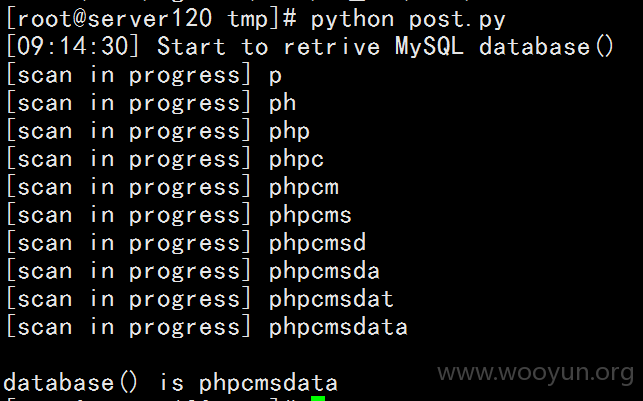 [root@server120 tmp]# python post.py
[09:14:30] Start to retrive MySQL database()
[scan in progress] p
[scan in progress] ph
[scan in progress] php
[scan in progress] phpc
[scan in progress] phpcm
[scan in progress] phpcms
[scan in progress] phpcmsd
[scan in progress] phpcmsda
[scan in progress] phpcmsdat
[scan in progress] phpcmsdata
www.wooyun.org
database() is phpcmsdata